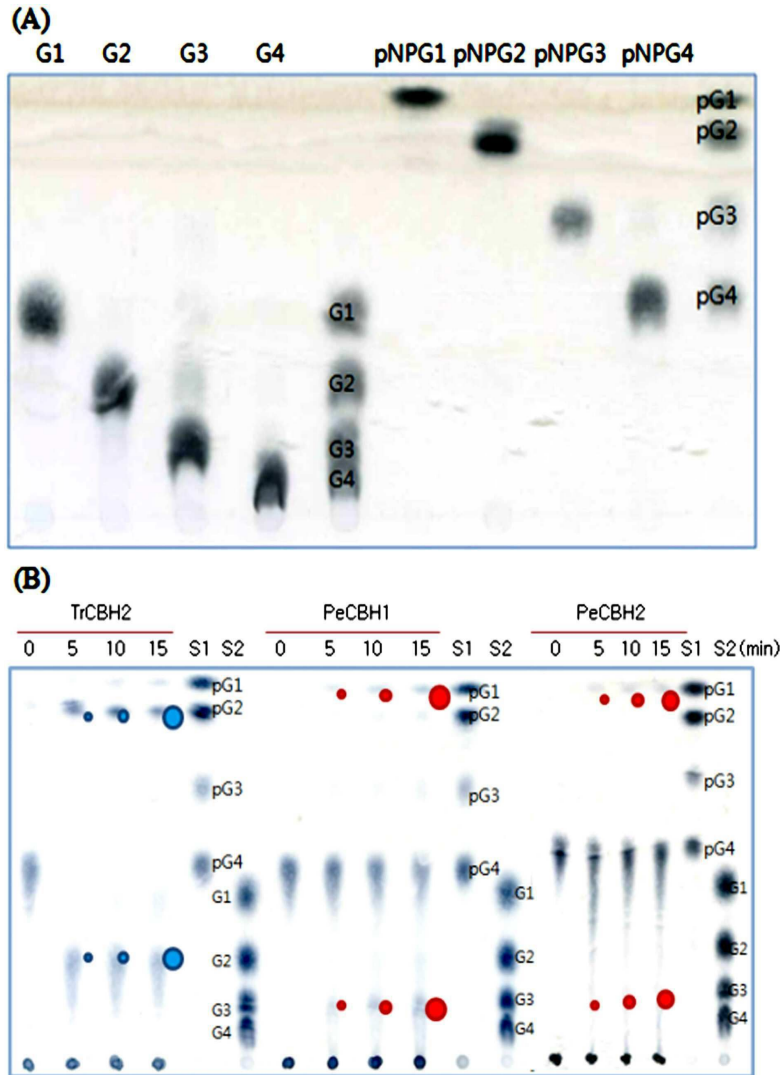 (A)
G1 G2 G3 G4 pNPG1 pNPG2 pNPG3 pNPG4
pG1
pG2
pG3
pG4
G1
G2
G3
G4
(B)
TrCBH2 PeCBH1 PeCBH2
0 5 10 15 S1 S2 0 5 10 15 S1 S2 0 5 10 15 S1 S2 (min)
pG1 pG1 pG1
pG2 pG2 pG2
pG3 pG3 pG3
pG4 pG4 pG4
G1 G1 G1
G2 G2 G2
G3 G3 G3
G4 G4 G4